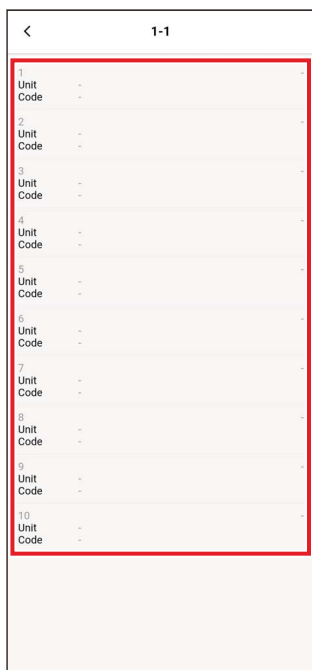 1-1
1 -
Unit -
Code -
2 -
Unit -
Code -
3 -
Unit -
Code -
4 -
Unit -
Code -
5 -
Unit -
Code -
6 -
Unit -
Code -
7 -
Unit -
Code -
8 -
Unit -
Code -
9 -
Unit -
Code -
10 -
Unit -
Code -